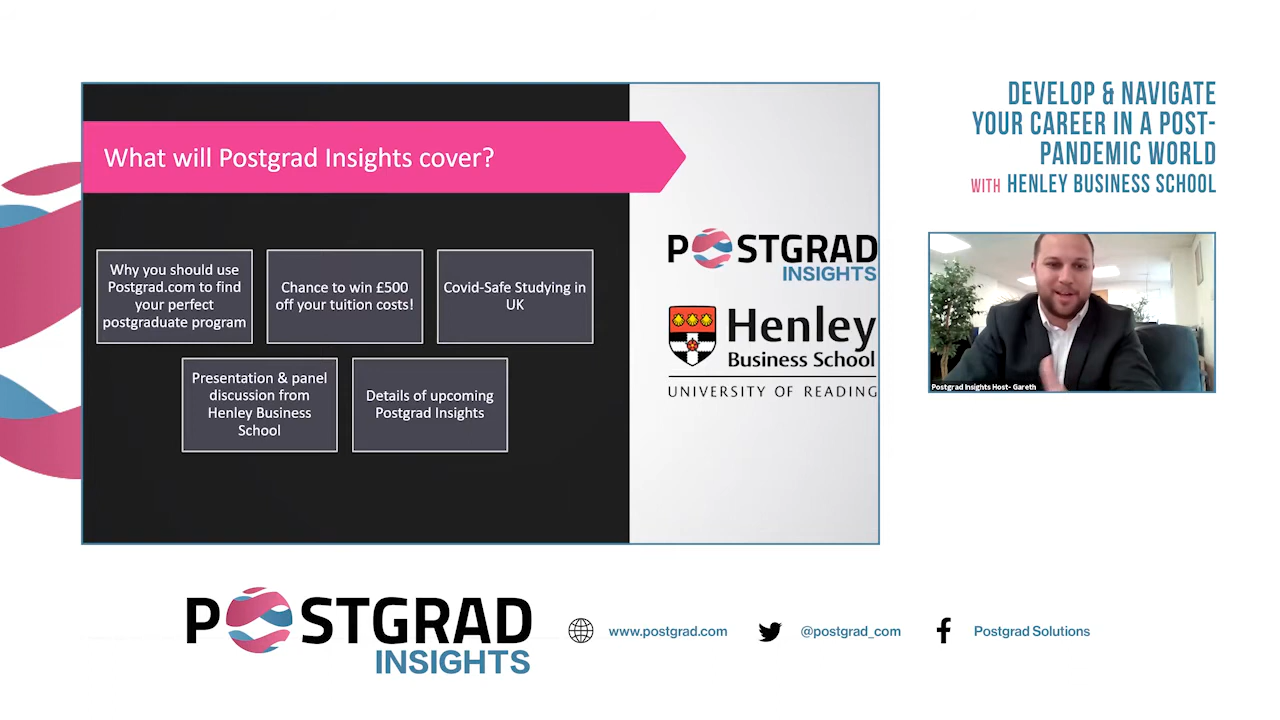 DEVELOP & NAVIGATE
YOUR CAREER IN A POST-
PANDEMIC WORLD
WITH HENLEY BUSINESS SCHOOL
What will Postgrad Insights cover?
Why you should use
Postgrad.com to find
your perfect
postgraduate program
Chance to win £500
off your tuition costs!
Covid-Safe Studying in
UK
Presentation & panel
discussion from
Henley Business
School
Details of upcoming
Postgrad Insights
POSTGRAD
INSIGHTS
Henley
Business School
UNIVERSITY OF READING
Postgrad Insights Host- Gareth
POSTGRAD
INSIGHTS
www.postgrad.com
@postgrad_com
Postgrad Solutions